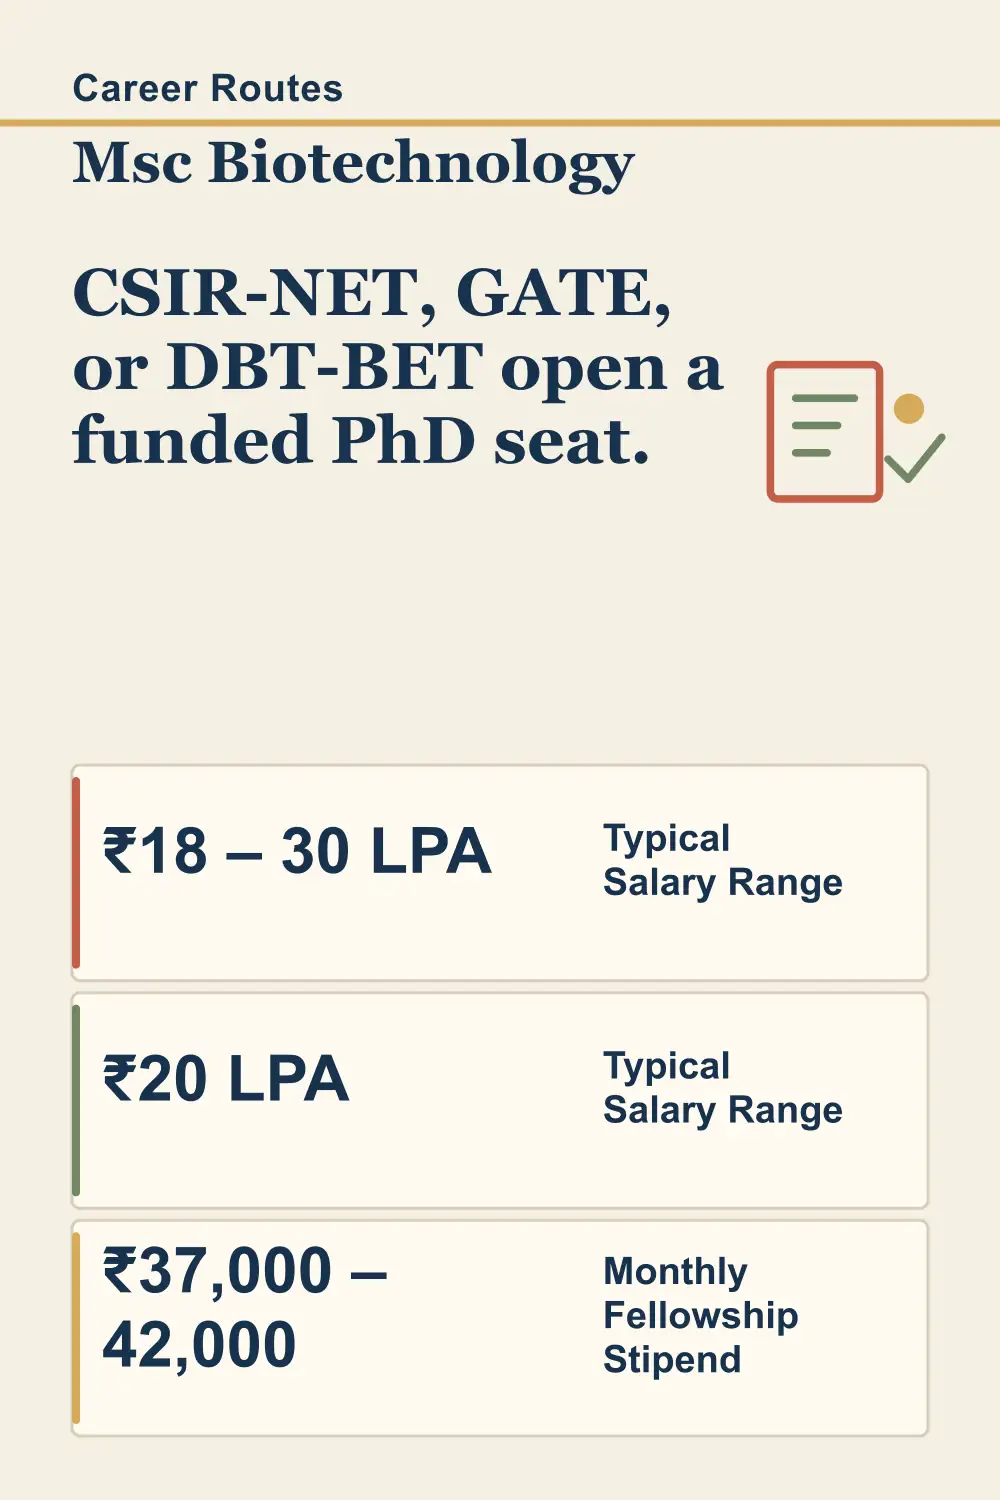 Career Routes
Msc Biotechnology
CSIR-NET, GATE,
or DBT-BET open a
funded PhD seat.
₹18 – 30 LPA
Typical
Salary Range
₹20 LPA
Typical
Salary Range
₹37,000 –
42,000
Monthly
Fellowship
Stipend